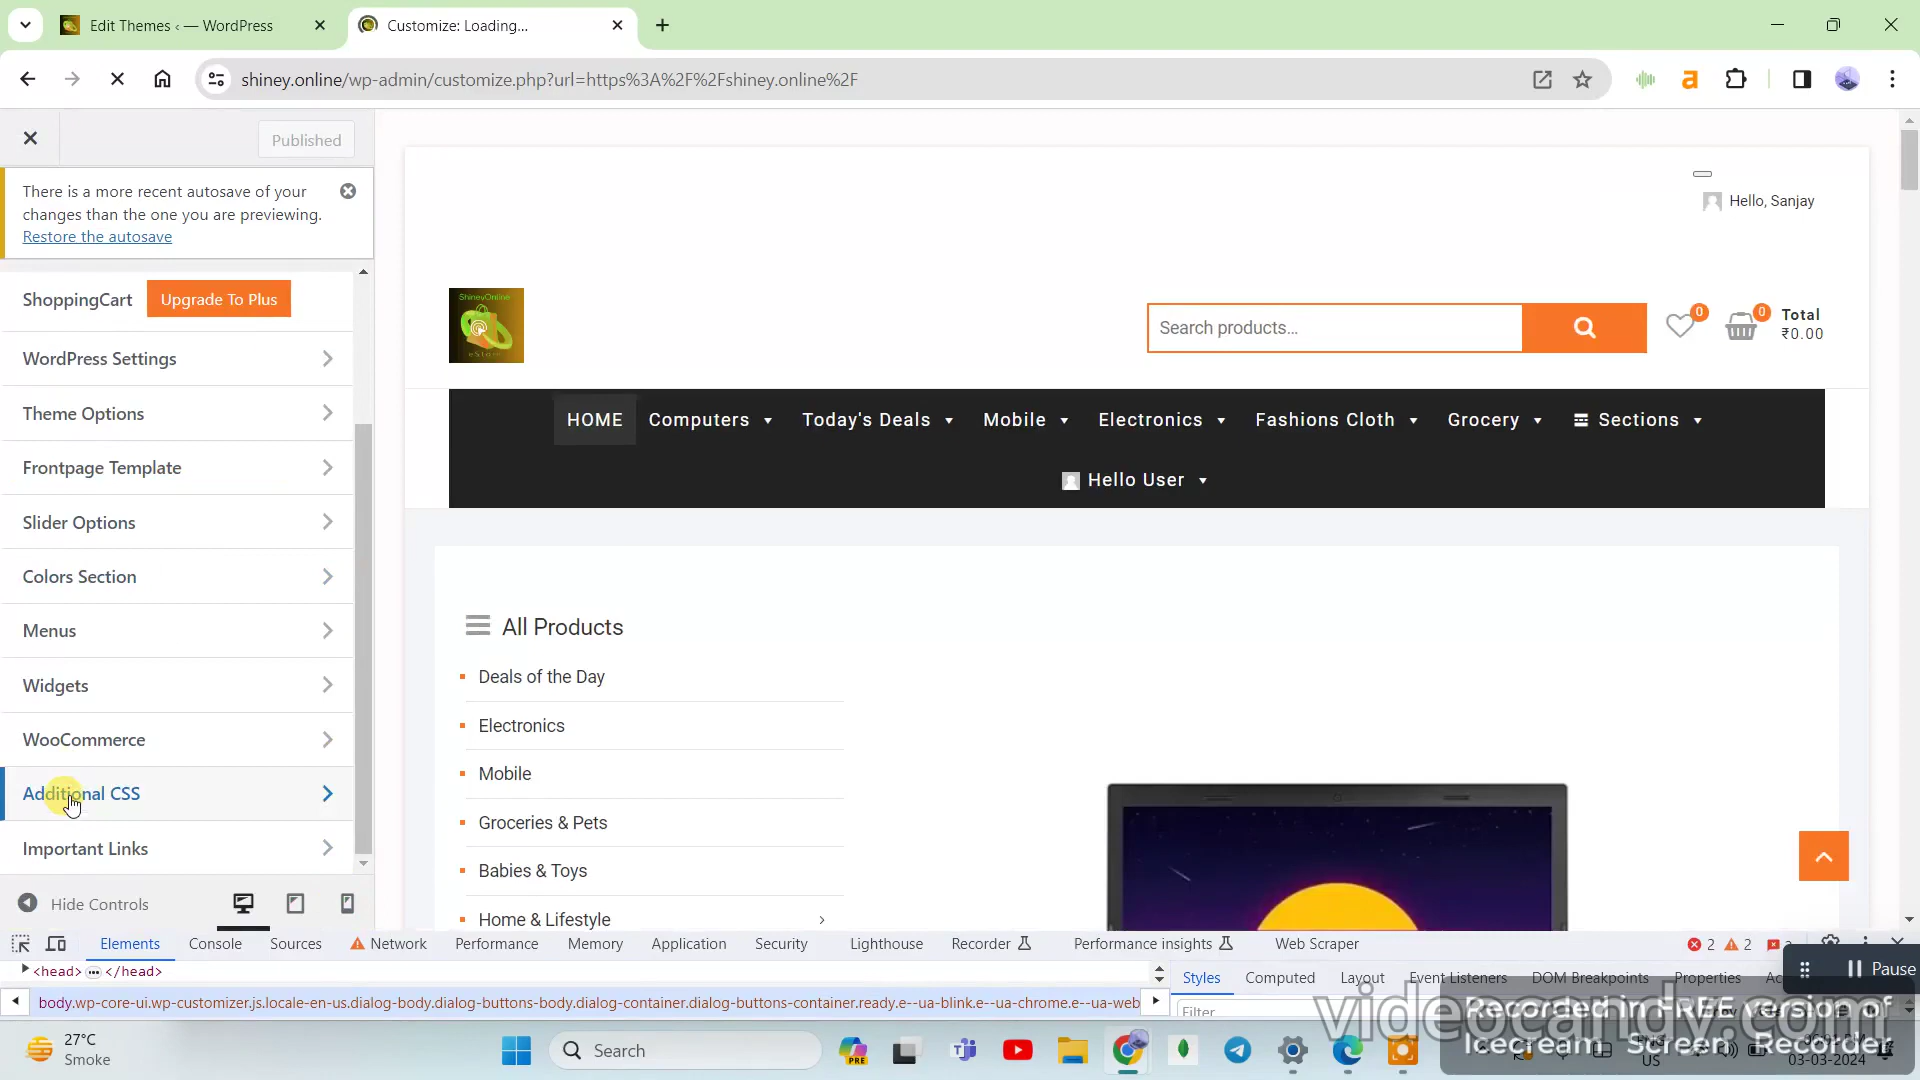 Edit Themes ‹ — WordPress
Customize: Loading...
shiney.online/wp-admin/customize.php?url=https%3A%2F%2Fshiney.online%2F
Published
There is a more recent autosave of your
changes than the one you are previewing.
Restore the autosave
ShoppingCart
Upgrade To Plus
WordPress Settings
Theme Options
Frontpage Template
Slider Options
Colors Section
Menus
Widgets
WooCommerce
Additional CSS
Important Links
Hide Controls
Hello, Sanjay
ShineyOnline
Search products...
0
0
Total
₹0.00
HOME
Computers
Today's Deals
Mobile
Electronics
Fashions Cloth
Grocery
Sections
Hello User
All Products
Deals of the Day
Electronics
Mobile
Groceries & Pets
Babies & Toys
Home & Lifestyle
Elements
Console
Sources
Network
Performance
Memory
Application
Security
Lighthouse
Recorder
Performance insights
Web Scraper
2
2
<head> ••• </head>
body.wp-core-ui.wp-customizer.js.locale-en-us.dialog-body.dialog-buttons-body.dialog-container.dialog-buttons-container.ready.e--ua-blink.e--ua-chrome.e--ua-web
Styles
Computed
Layout
Event Listeners
DOM Breakpoints
Properties
Filter
Pause
videocandy.com
Recorded in FREE version of
Icecream Screen Recorder
27°C
Smoke
Search
PRE
ENG
US
03-03-2024